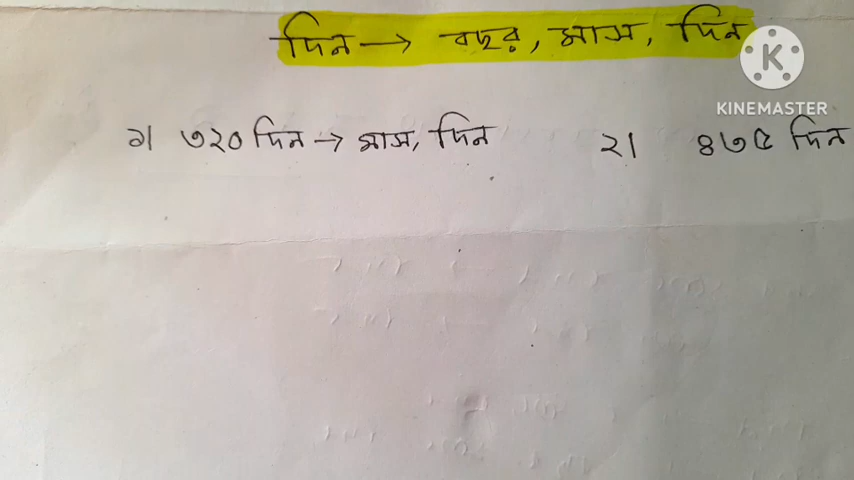 দিন → বছর, মাস, দিন
KINEMASTER
১। ৩২০ দিন → মাস, দিন ২। ৪৩৫ দিন